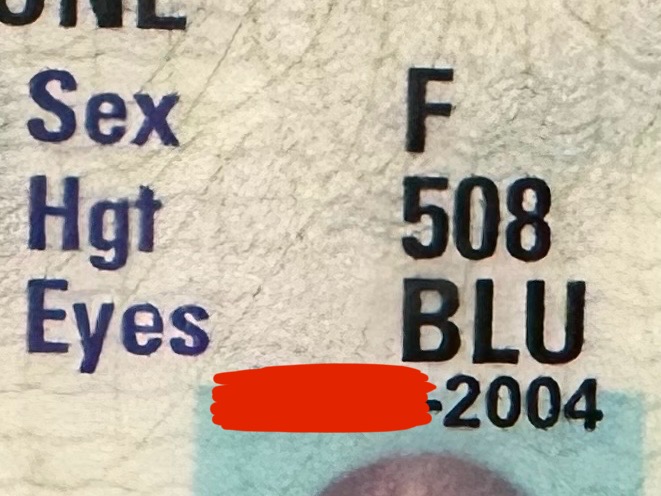 Sex F
Hgt 508
Eyes BLU
-2004